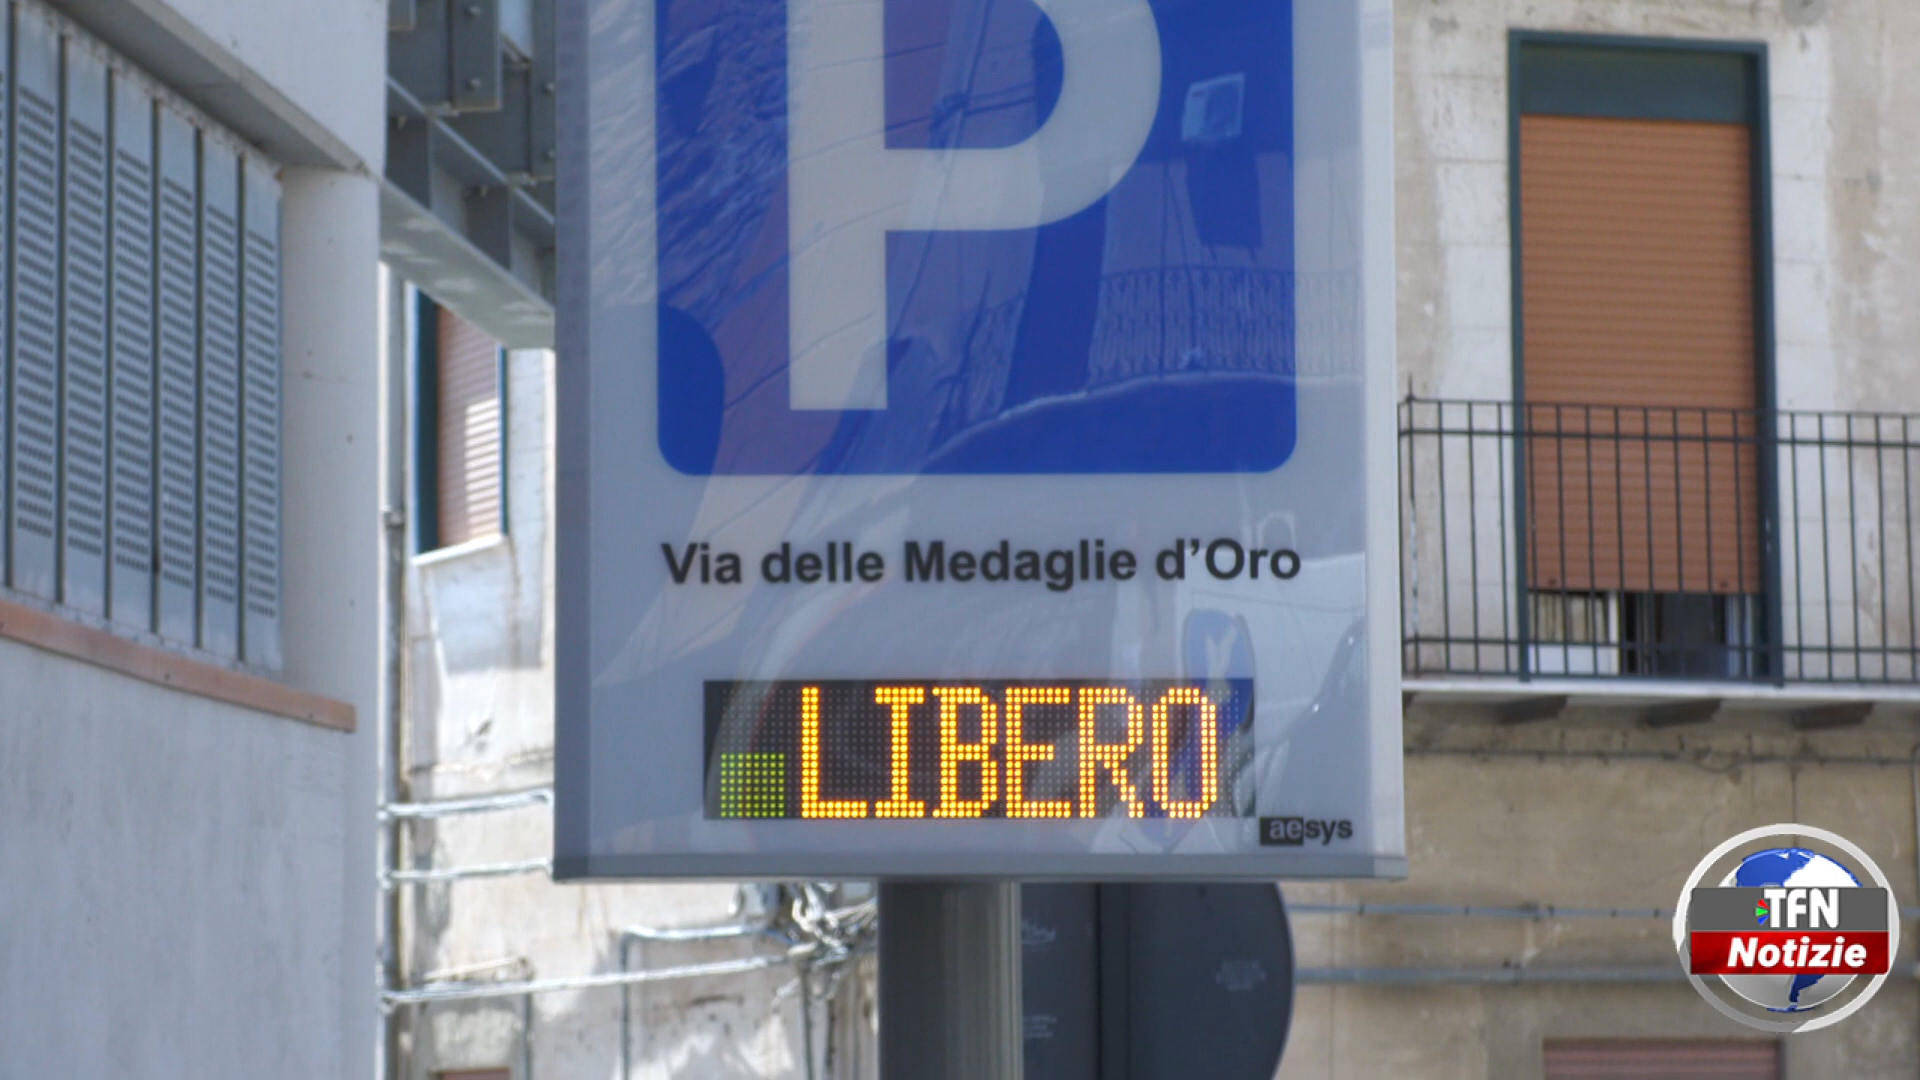 P
Via delle Medaglie d'Oro
LIBERO
aesys
TFN
Notizie